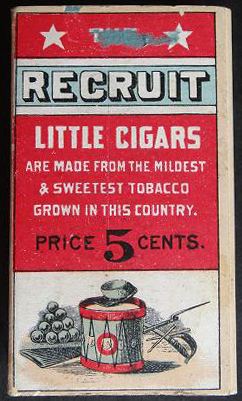 RECRUIT
LITTLE CIGARS
ARE MADE FROM THE MILDEST
& SWEETEST TOBACCO
GROWN IN THIS COUNTRY.
PRICE 5 CENTS.